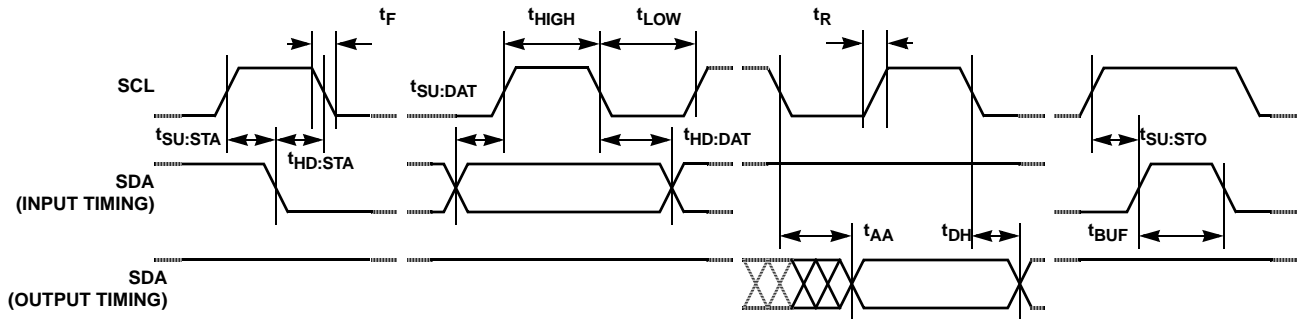 tF
tHIGH
tLOW
tR
SCL
tSU:DAT
tSU:STA
tHD:STA
tHD:DAT
tSU:STO
SDA
(INPUT TIMING)
tAA
tDH
tBUF
SDA
(OUTPUT TIMING)